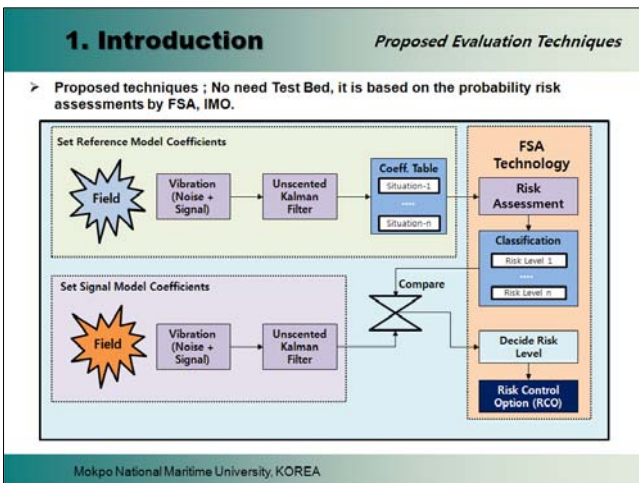 1. Introduction
Proposed Evaluation Techniques
➢ Proposed techniques ; No need Test Bed, it is based on the probability risk
assessments by FSA, IMO.
Set Reference Model Coefficients
Field
Vibration
(Noise +
Signal)
Unscented
Kalman
Filter
Coeff. Table
Situation-1
....
Situation-n
FSA
Technology
Risk
Assessment
Classification
Risk Level 1
....
Risk Level n
Compare
Set Signal Model Coefficients
Field
Vibration
(Noise +
Signal)
Unscented
Kalman
Filter
Decide Risk
Level
Risk Control
Option (RCO)
Mokpo National Maritime University, KOREA